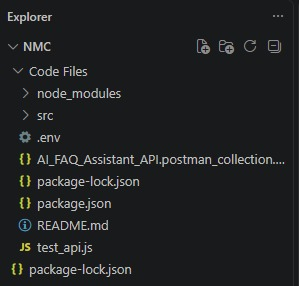 Explorer
NMC
Code Files
node_modules
src
.env
AI_FAQ_Assistant_API.postman_collection....
package-lock.json
package.json
README.md
test_api.js
package-lock.json